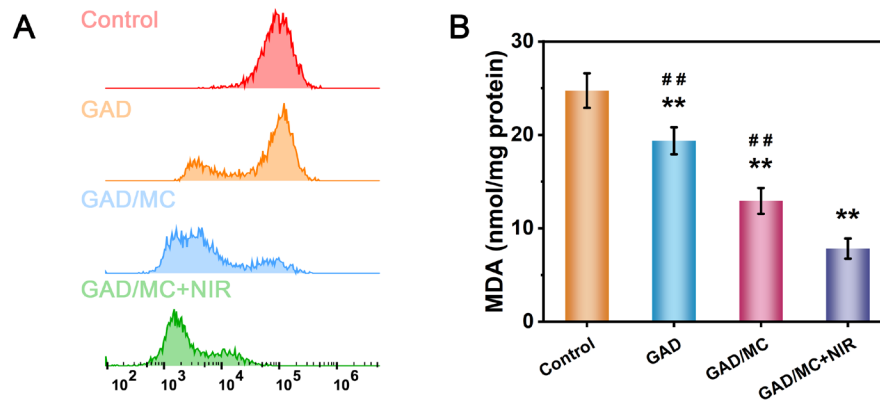 A
Control
GAD
GAD/MC
GAD/MC+NIR
10² 10³ 10⁴ 10⁵ 10⁶
B
MDA (nmol/mg protein)
30
20
10
0
##
**
##
**
**
Control
GAD
GAD/MC
GAD/MC+NIR